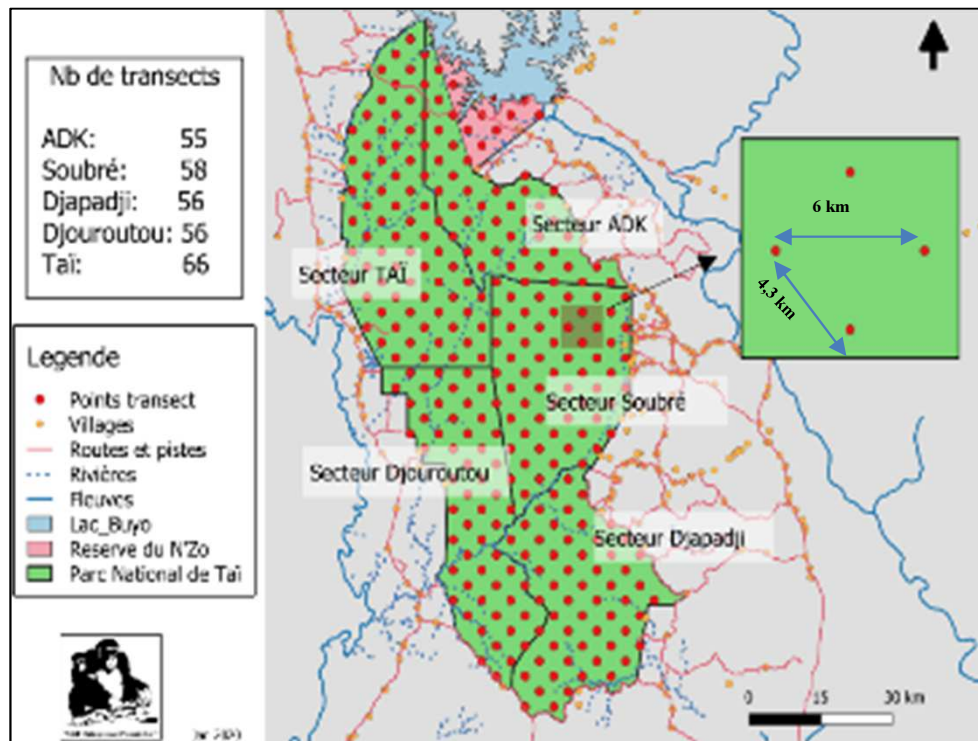 Nb de transects
ADK: 55
Soubré: 58
Djapadji: 56
Djouroutou: 56
Taï: 66
Secteur ADK
Secteur TAÏ
6 km
4,3 km
Secteur Soubré
Secteur Djouroutou
Secteur Djapadji
Legende
Points transect
Villages
Routes et pistes
Rivières
Fleuves
Lac_Buyo
Reserve du N'Zo
Parc National de Taï
0 15 30 km